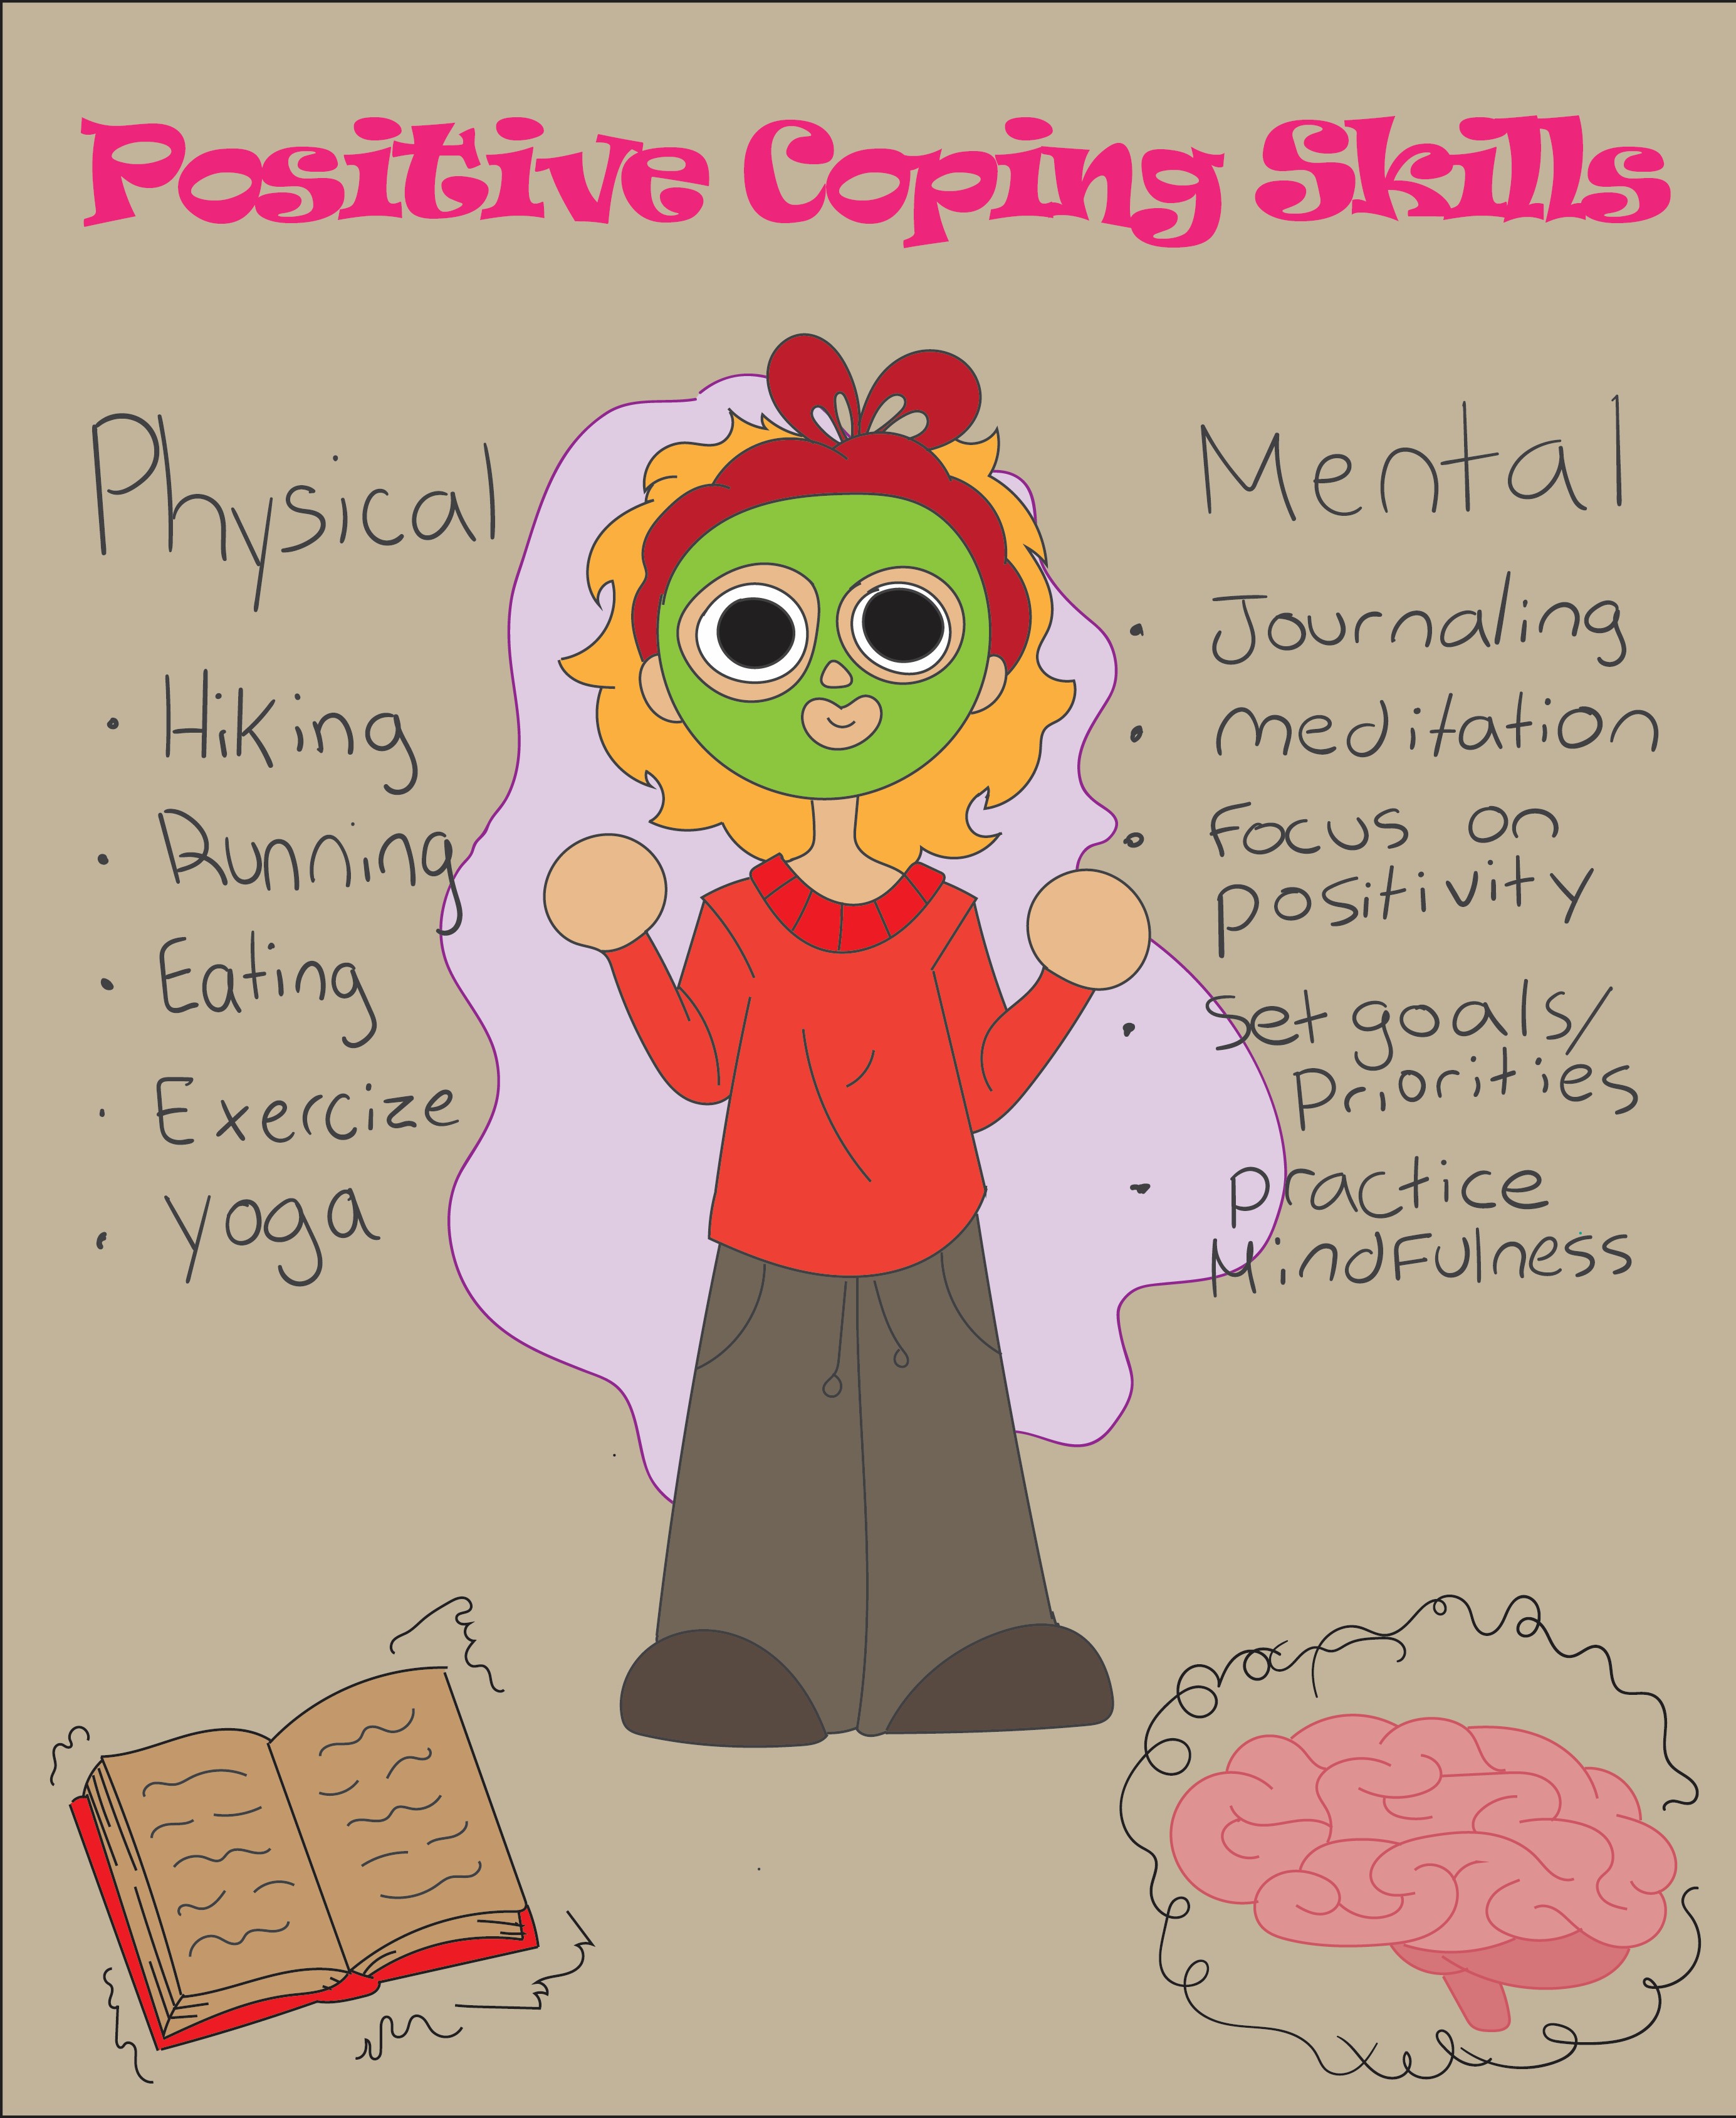 Positive Coping Skills
Physical
• Hiking
• Running
• Eating
• Exercize
• yoga
Mental
• Journaling
• meditation
• Focus on
positivity
• Set goals/
Priorities
• practice
Mindfulness